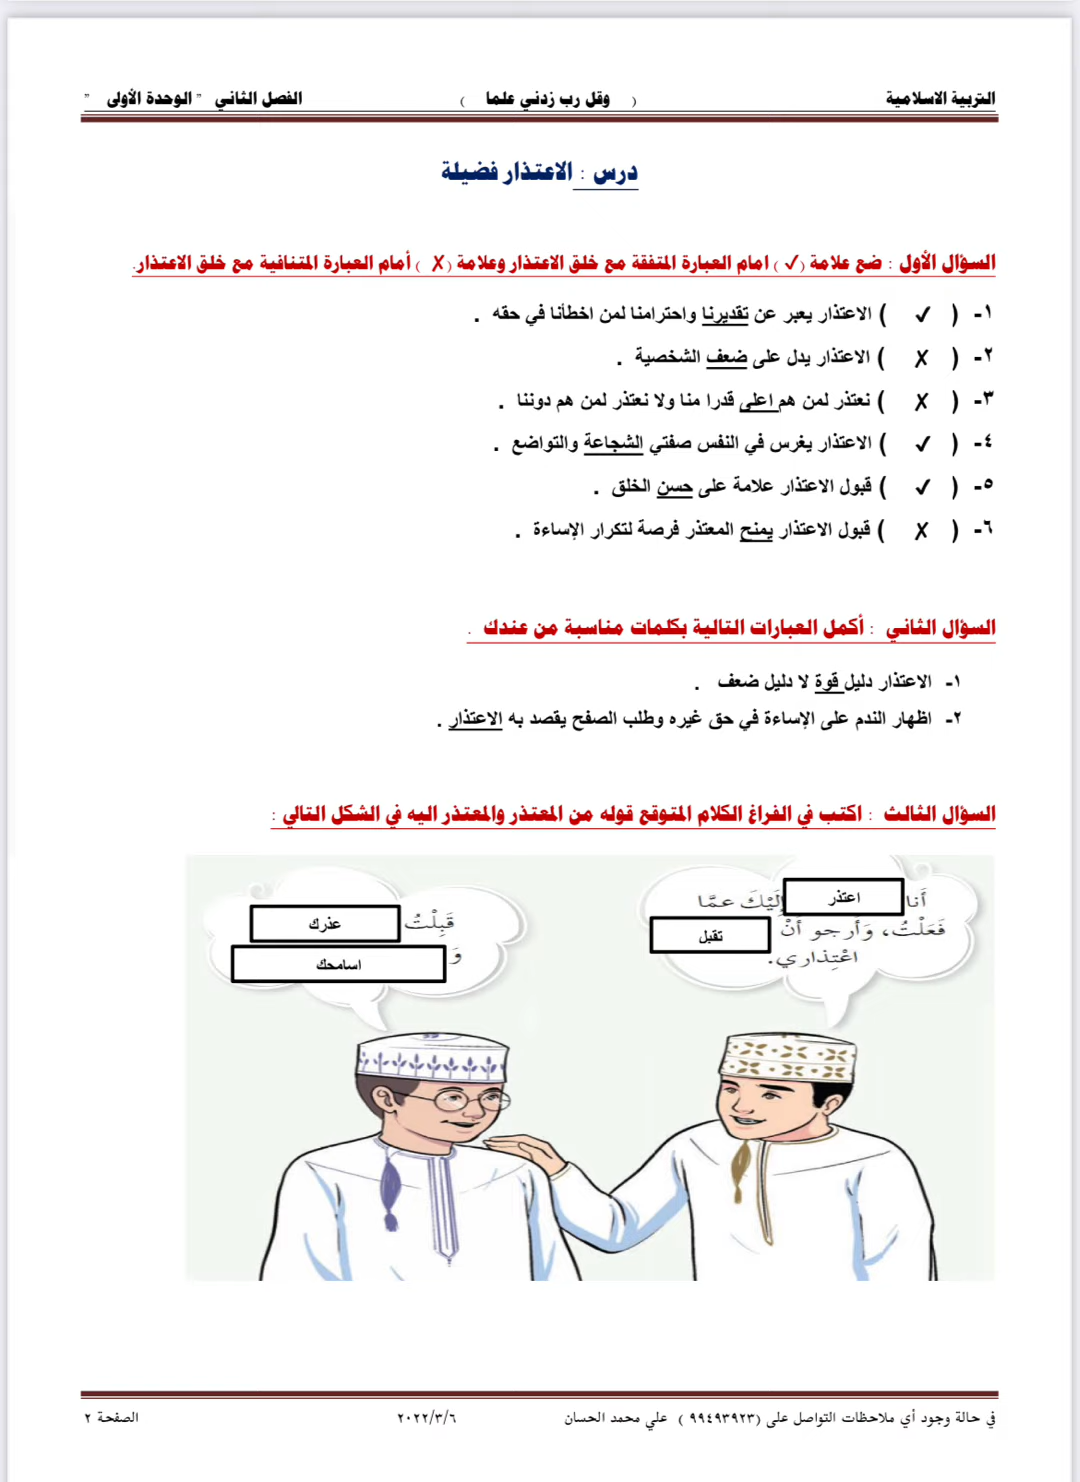 التربية الاسلامية ( وقل رب زدني علما ) الفصل الثاني " الوحدة الأولى "
درس : الاعتذار فضيلة
السؤال الأول : ضع علامة (✓) امام العبارة المتفقة مع خلق الاعتذار وعلامة (✗) أمام العبارة المتنافية مع خلق الاعتذار.
١- ( ✓ ) الاعتذار يعبر عن تقديرنا واحترامنا لمن اخطأنا في حقه .
٢- ( ✗ ) الاعتذار يدل على ضعف الشخصية .
٣- ( ✗ ) نعتذر لمن هم اعلى قدرا منا ولا نعتذر لمن هم دوننا .
٤- ( ✓ ) الاعتذار يغرس في النفس صفتي الشجاعة والتواضع .
٥- ( ✓ ) قبول الاعتذار علامة على حسن الخلق .
٦- ( ✗ ) قبول الاعتذار يمنح المعتذر فرصة لتكرار الإساءة .
السؤال الثاني : أكمل العبارات التالية بكلمات مناسبة من عندك .
١- الاعتذار دليل قوة لا دليل ضعف .
٢- اظهار الندم على الإساءة في حق غيره وطلب الصفح يقصد به الاعتذار .
السؤال الثالث : اكتب في الفراغ الكلام المتوقع قوله من المعتذر والمعتذر اليه في الشكل التالي :
أَنا اعتذر إِلَيْكَ عمّا
فَعَلْتُ، وَأَرجو أَنْ تقبل
اعْتِذاري.
قَبِلْتُ عذرك
وَ اسامحك
في حالة وجود أي ملاحظات التواصل على (٩٩٤٩٣٩٢٣ ) علي محمد الحسان ٢٠٢٢/٣/٦ الصفحة ٢